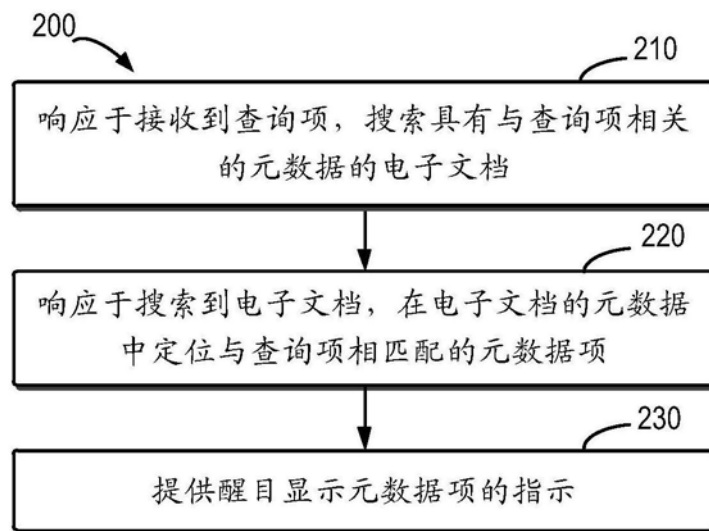 200
210
响应于接收到查询项，搜索具有与查询项相关
的元数据的电子文档
220
响应于搜索到电子文档，在电子文档的元数据
中定位与查询项相匹配的元数据项
230
提供醒目显示元数据项的指示